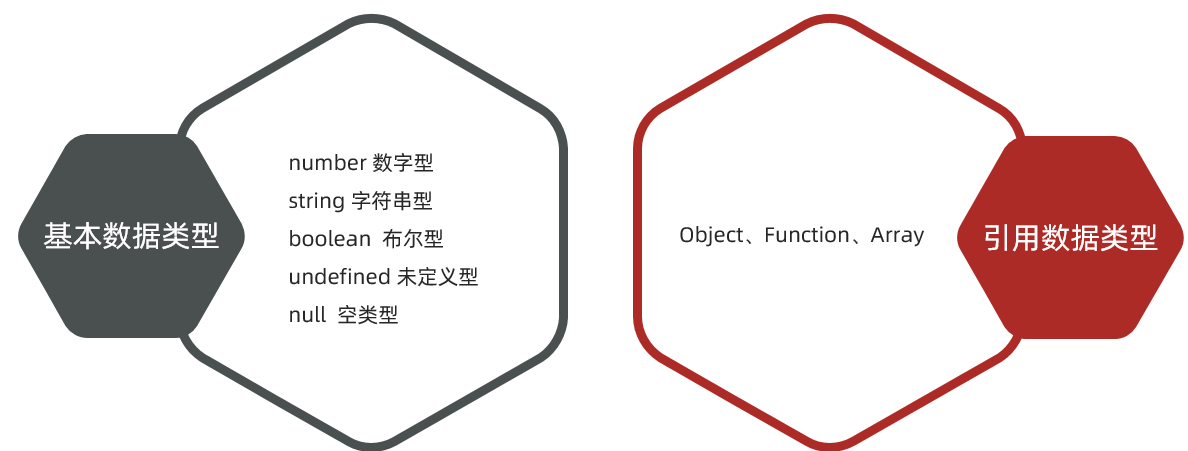 基本数据类型
number 数字型
string 字符串型
boolean 布尔型
undefined 未定义型
null 空类型
Object、Function、Array
引用数据类型